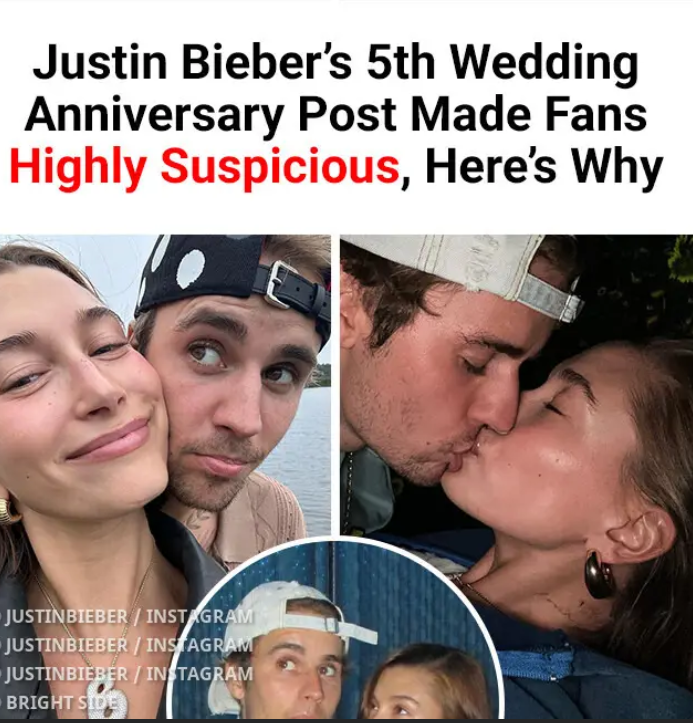 Justin Bieber’s 5th Wedding
Anniversary Post Made Fans
Highly Suspicious, Here’s Why
JUSTINBIEBER / INSTAGRAM
JUSTINBIEBER / INSTAGRAM
JUSTINBIEBER / INSTAGRAM
BRIGHT SIDE